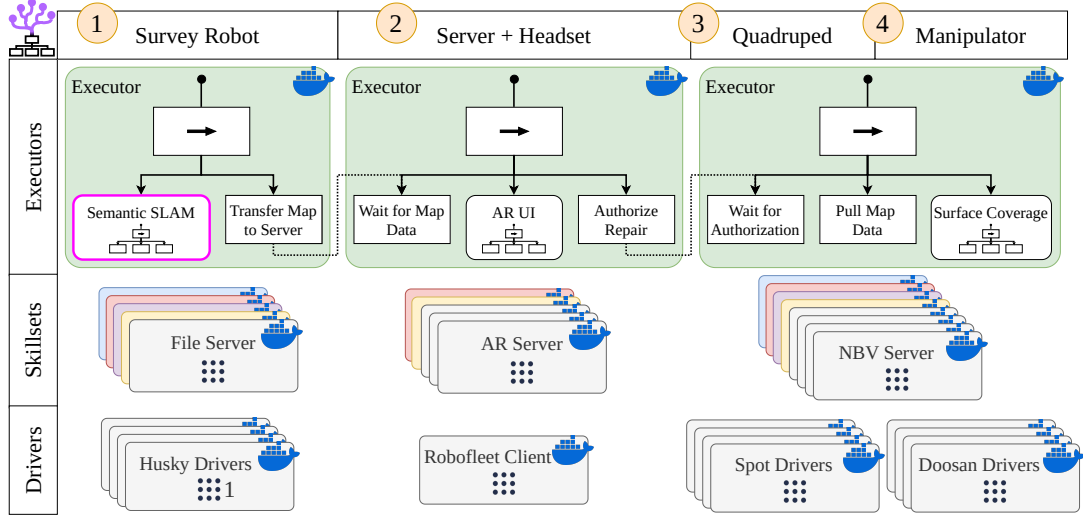 1
Survey Robot
2
Server + Headset
3
Quadruped
4
Manipulator
Executors
Executor
Semantic SLAM
Transfer Map
to Server
Executor
Wait for Map
Data
AR UI
Authorize
Repair
Executor
Wait for
Authorization
Pull Map
Data
Surface Coverage
Skillsets
File Server
AR Server
NBV Server
Drivers
Husky Drivers
1
Robofleet Client
Spot Drivers
Doosan Drivers